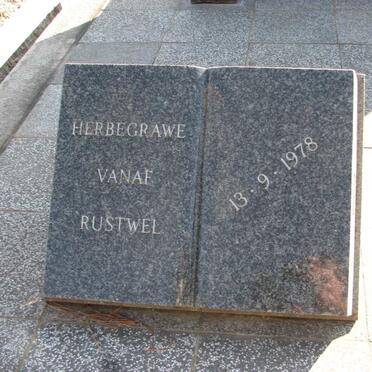 HERBEGRAWE
VANAF
RUSTWEL
13·9·1978